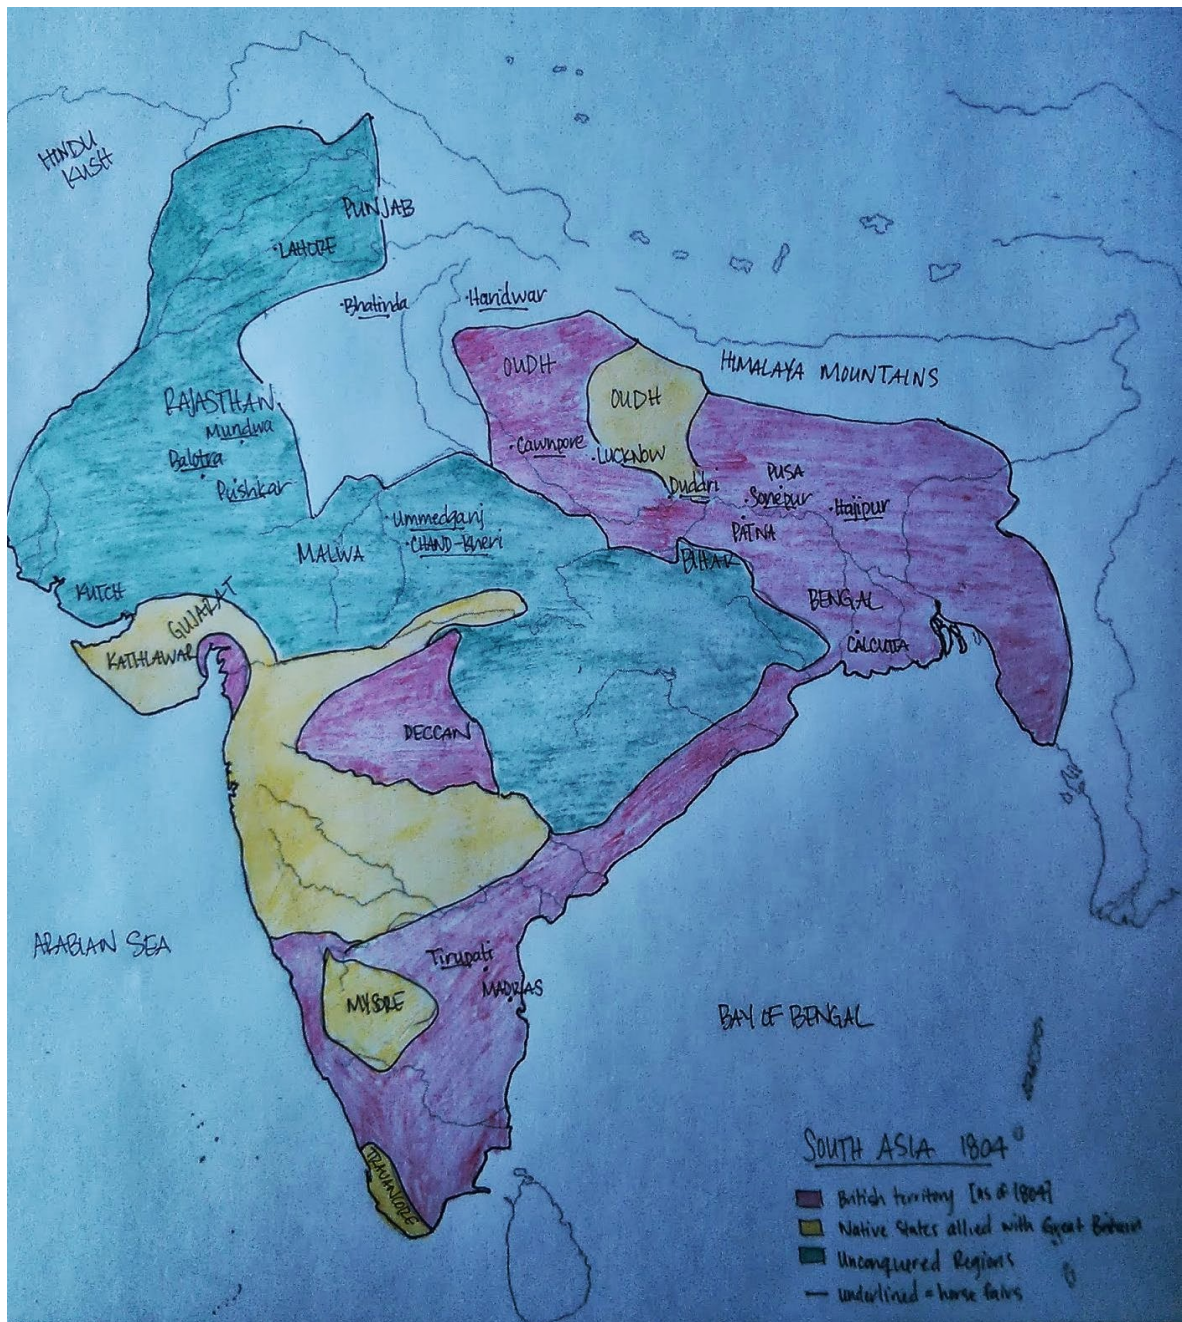 HINDU
KUSH
PUNJAB
LAHORE
Bhatinda
Haridwar
HIMALAYA MOUNTAINS
OUDH
OUDH
RAJASTHAN
Mundwa
Balotra
Pushkar
Cawnpore
LUCKNOW
Duddri
PUSA
Sonepur
Hajipur
PATNA
Ummedganj
CHAND-Kheri
MALWA
BIHAR
KUTCH
GUJARAT
KATHLAWAR
BENGAL
CALCUTTA
DECCAN
ARABIAN SEA
Tirupati
MADRAS
MYSORE
BAY OF BENGAL
TRAVANCORE
SOUTH ASIA 1804
British territory [as of 1804]
Native States allied with Great Britain
Unconquered Regions
— underlined = horse fairs